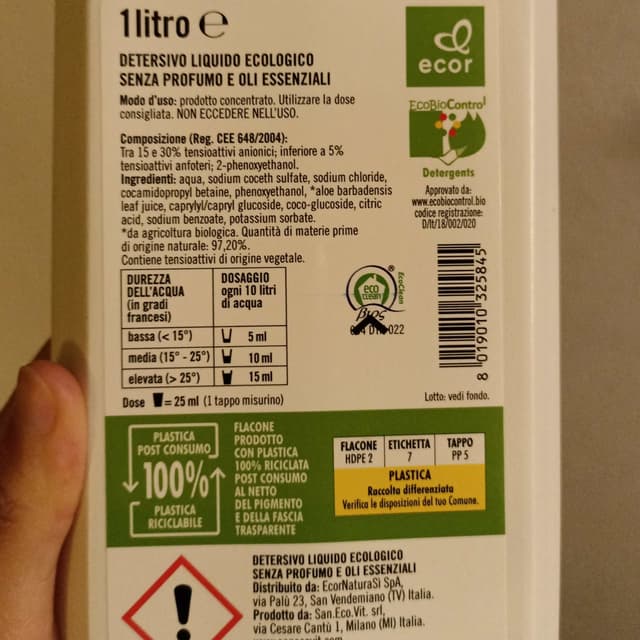 1 litro ℮
DETERSIVO LIQUIDO ECOLOGICO
SENZA PROFUMO E OLI ESSENZIALI
Modo d'uso: prodotto concentrato. Utilizzare la dose
consigliata. NON ECCEDERE NELL'USO.
Composizione (Reg. CEE 648/2004):
Tra 15 e 30% tensioattivi anionici; inferiore a 5%
tensioattivi anfoteri; 2-phenoxyethanol.
Ingredienti: aqua, sodium coceth sulfate, sodium chloride,
cocamidopropyl betaine, phenoxyethanol, *aloe barbadensis
leaf juice, caprylyl/capryl glucoside, coco-glucoside, citric
acid, sodium benzoate, potassium sorbate.
*da agricoltura biologica. Quantità di materie prime
di origine naturale: 97,20%.
Contiene tensioattivi di origine vegetale.
ecor
EcoBioControl
Detergents
Approvato da:
www.ecobiocontrol.bio
codice registrazione:
D/It/18/002/020
DUREZZA
DELL'ACQUA
(in gradi
francesi)
DOSAGGIO
ogni 10 litri
di acqua
bassa (< 15°) 5 ml
media (15° - 25°) 10 ml
elevata (> 25°) 15 ml
Dose = 25 ml (1 tappo misurino)
eco
clean
®
EcoClean
Bios
022
8 019010 325845
Lotto: vedi fondo.
PLASTICA
POST CONSUMO
100%
PLASTICA
RICICLABILE
FLACONE
PRODOTTO
CON PLASTICA
100% RICICLATA
POST CONSUMO
AL NETTO
DEL PIGMENTO
E DELLA FASCIA
TRASPARENTE
FLACONE ETICHETTA TAPPO
HDPE 2 7 PP 5
PLASTICA
Raccolta differenziata
Verifica le disposizioni del tuo Comune.
DETERSIVO LIQUIDO ECOLOGICO
SENZA PROFUMO E OLI ESSENZIALI
Distribuito da: EcorNaturaSì SpA,
via Palù 23, San Vendemiano (TV) Italia.
Prodotto da: San.Eco.Vit. srl,
via Cesare Cantù 1, Milano (MI) Italia.